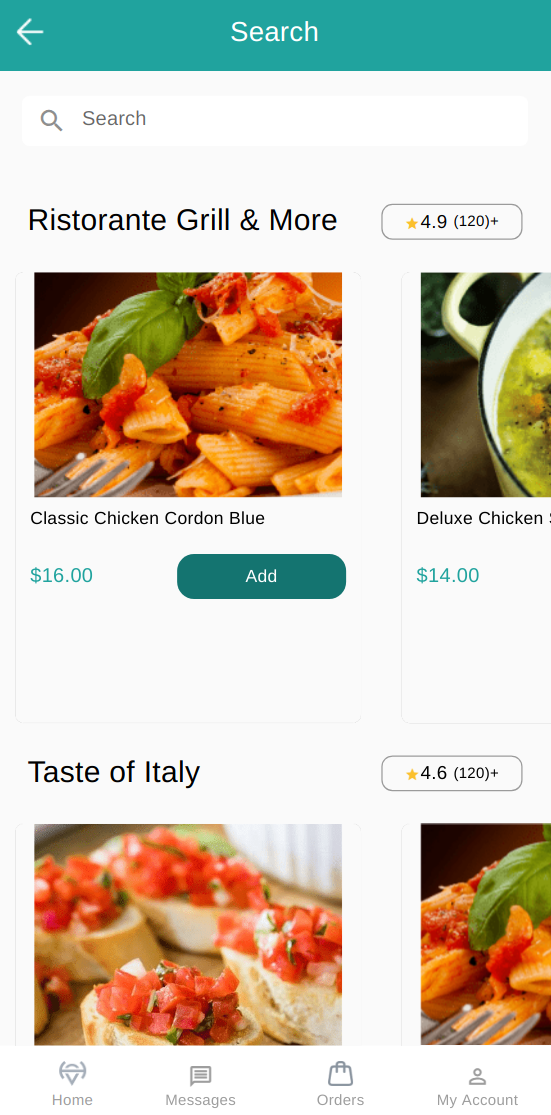 Search
Search
Ristorante Grill & More
4.9 (120)+
Classic Chicken Cordon Blue
Deluxe Chicken
$16.00
Add
$14.00
Taste of Italy
4.6 (120)+
Home
Messages
Orders
My Account